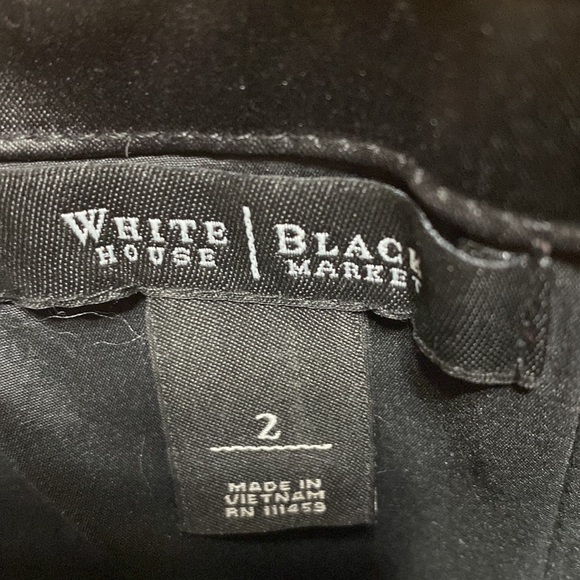 WHITE HOUSE | BLACK MARKET
2
MADE IN
VIETNAM
RN 111459